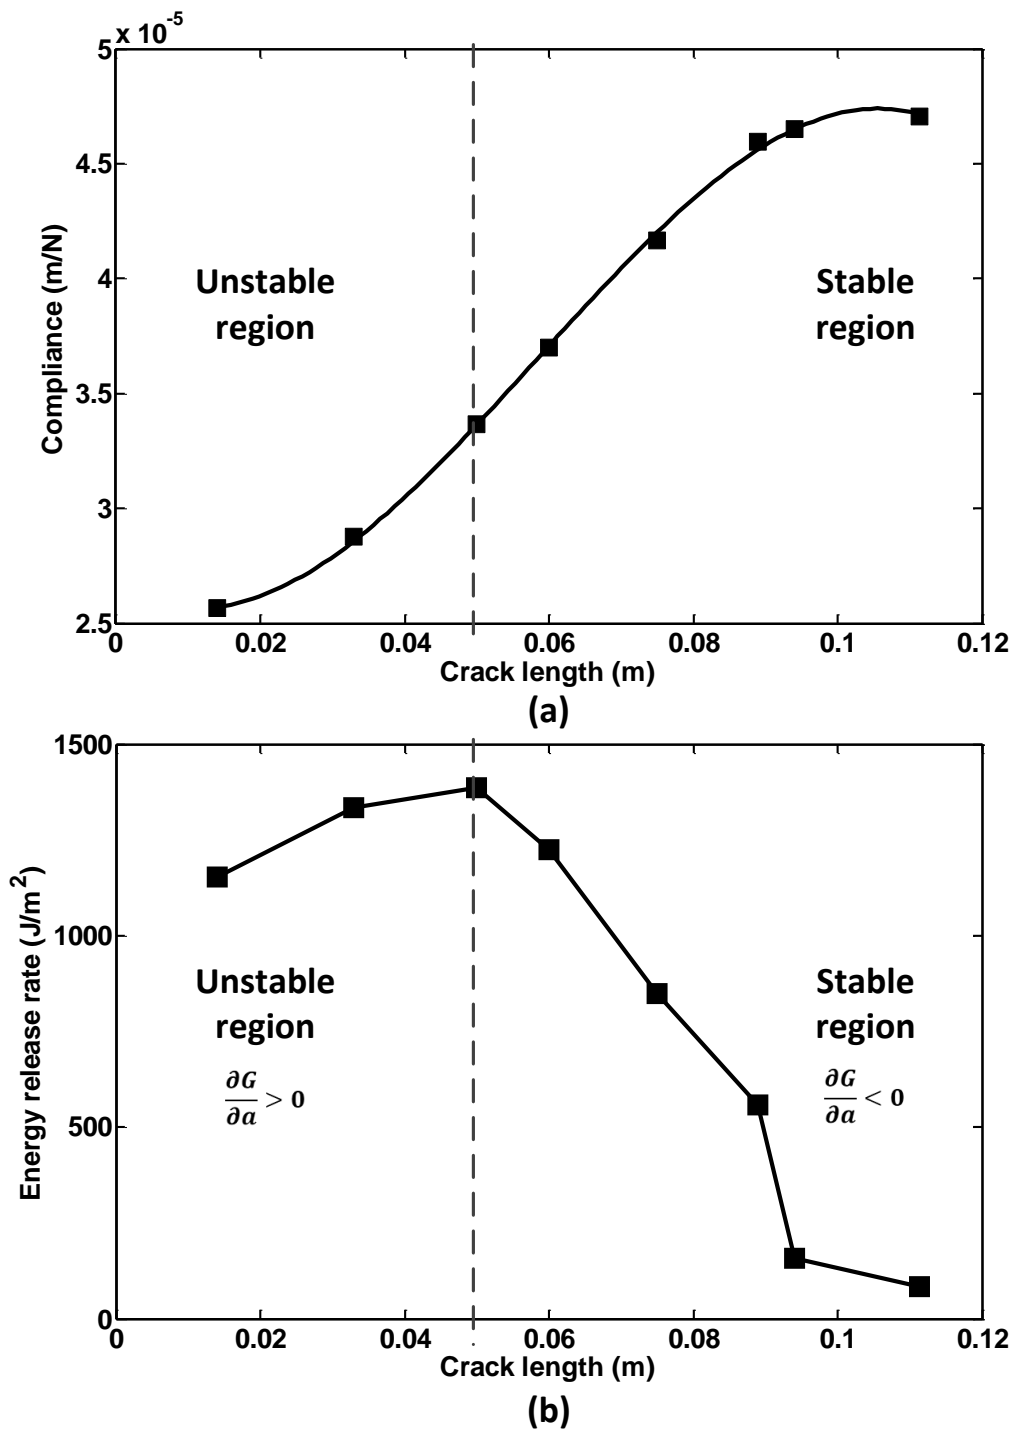 x 10^-5
5
4.5
4
3.5
3
2.5
Compliance (m/N)
Unstable
region
Stable
region
0 0.02 0.04 0.06 0.08 0.1 0.12
Crack length (m)
(a)
1500
1000
500
0
Energy release rate (J/m^2)
Unstable
region
∂G/∂a > 0
Stable
region
∂G/∂a < 0
0 0.02 0.04 0.06 0.08 0.1 0.12
Crack length (m)
(b)